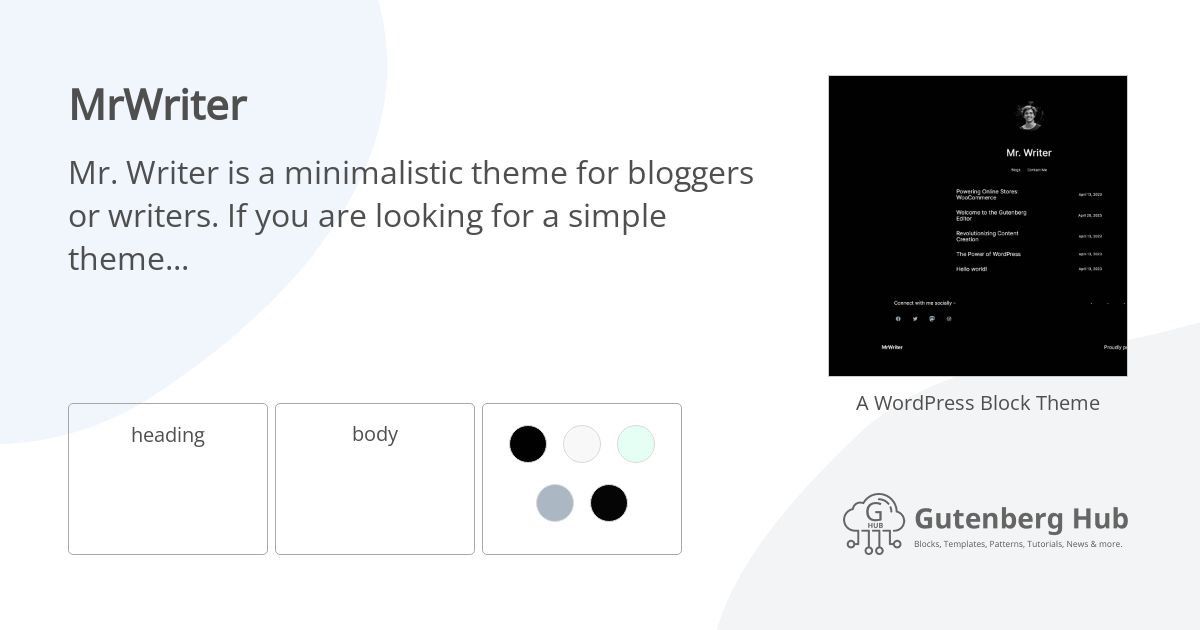 MrWriter
Mr. Writer is a minimalistic theme for bloggers
or writers. If you are looking for a simple
theme...
Mr. Writer
Blogs Contact Me
Powering Online Stores:
WooCommerce
April 13, 2023
Welcome to the Gutenberg
Editor
April 20, 2023
Revolutionizing Content
Creation
April 13, 2023
The Power of WordPress
April 13, 2023
Hello world!
April 13, 2023
Connect with me socially –
MrWriter
Proudly
A WordPress Block Theme
heading
body
G
HUB
Gutenberg Hub
Blocks, Templates, Patterns, Tutorials, News & more.